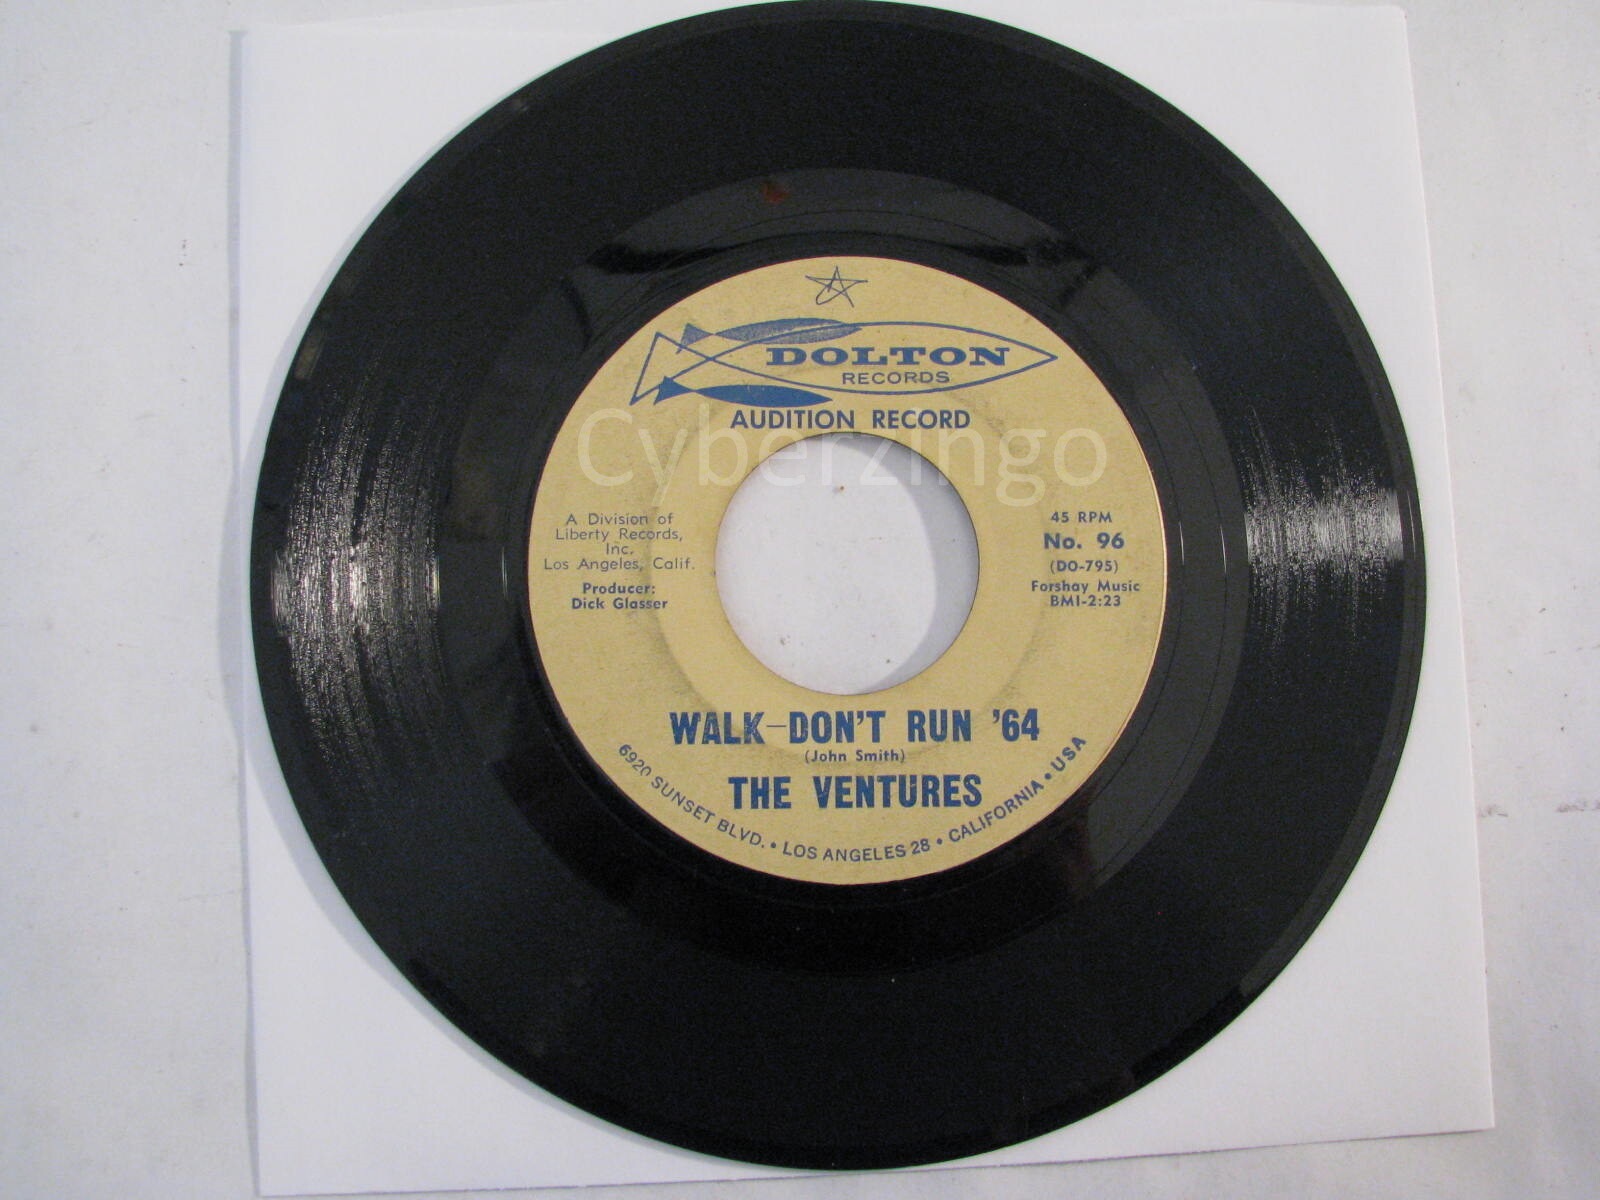 DOLTON
RECORDS
AUDITION RECORD
Cyberzingo
A Division of
Liberty Records,
Inc.
Los Angeles, Calif.
Producer:
Dick Glasser
45 RPM
No. 96
(DO-795)
Forshay Music
BMI-2:23
WALK-DON'T RUN '64
(John Smith)
THE VENTURES
6920 SUNSET BLVD. • LOS ANGELES 28 • CALIFORNIA • USA